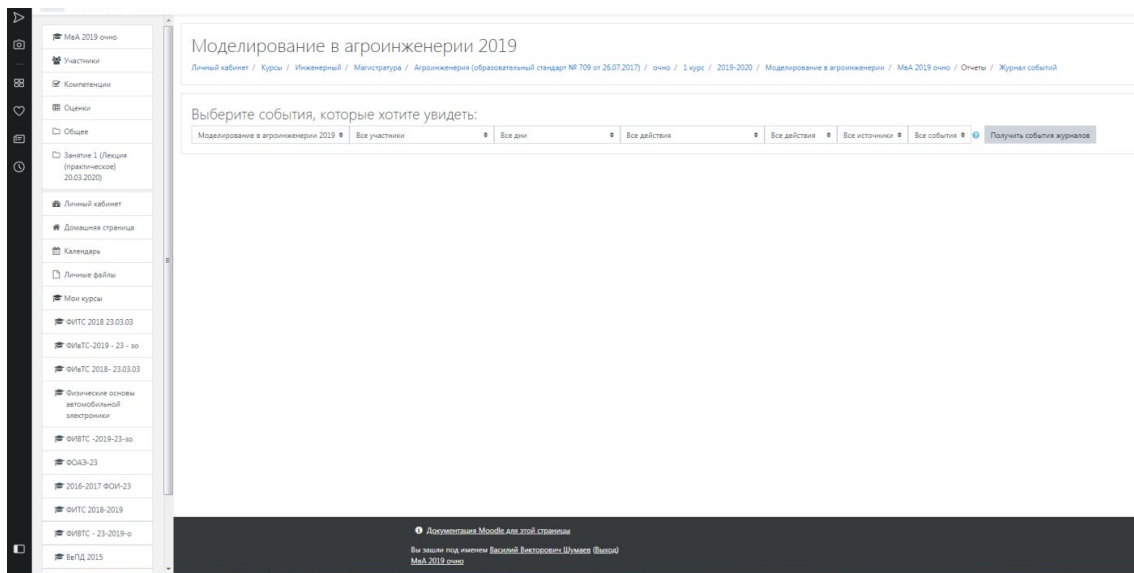 МвА 2019 очно
Участники
Компетенции
Оценки
Общее
Занятие 1 (Лекция
(практическое)
20.03.2020)
Личный кабинет
Домашняя страница
Календарь
Личные файлы
Мои курсы
ФИТС 2018 23.03.03
ФИвТС-2019 - 23 - зо
ФИвТС 2018- 23.03.03
Физические основы
автомобильной
электроники
ФИВТС -2019-23-зо
ФОАЭ-23
2016-2017 ФОИ-23
ФИТС 2018-2019
ФИВТС - 23-2019-о
ВвПД 2015
Моделирование в агроинженерии 2019
Личный кабинет / Курсы / Инженерный / Магистратура / Агроинженерия (образовательный стандарт № 709 от 26.07.2017) / очно / 1 курс / 2019-2020 / Моделирование в агроинженерии / МвА 2019 очно / Отчеты / Журнал событий
Выберите события, которые хотите увидеть:
Моделирование в агроинженерии 2019 Все участники Все дни Все действия Все действия Все источники Все события Получить события журналов
Документация Moodle для этой страницы
Вы зашли под именем Василий Викторович Шумаев (Выход)
МвА 2019 очно